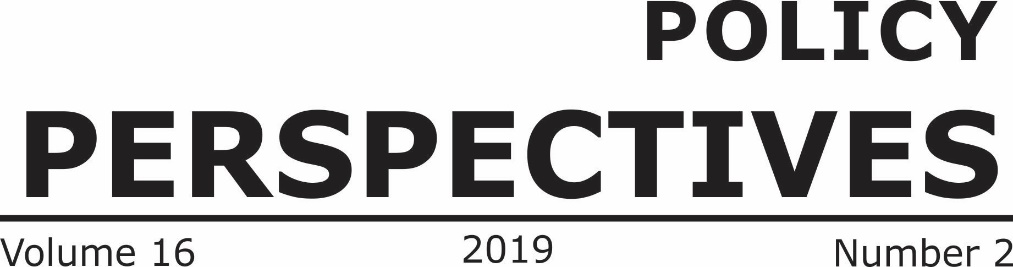 POLICY
PERSPECTIVES
Volume 16 2019 Number 2